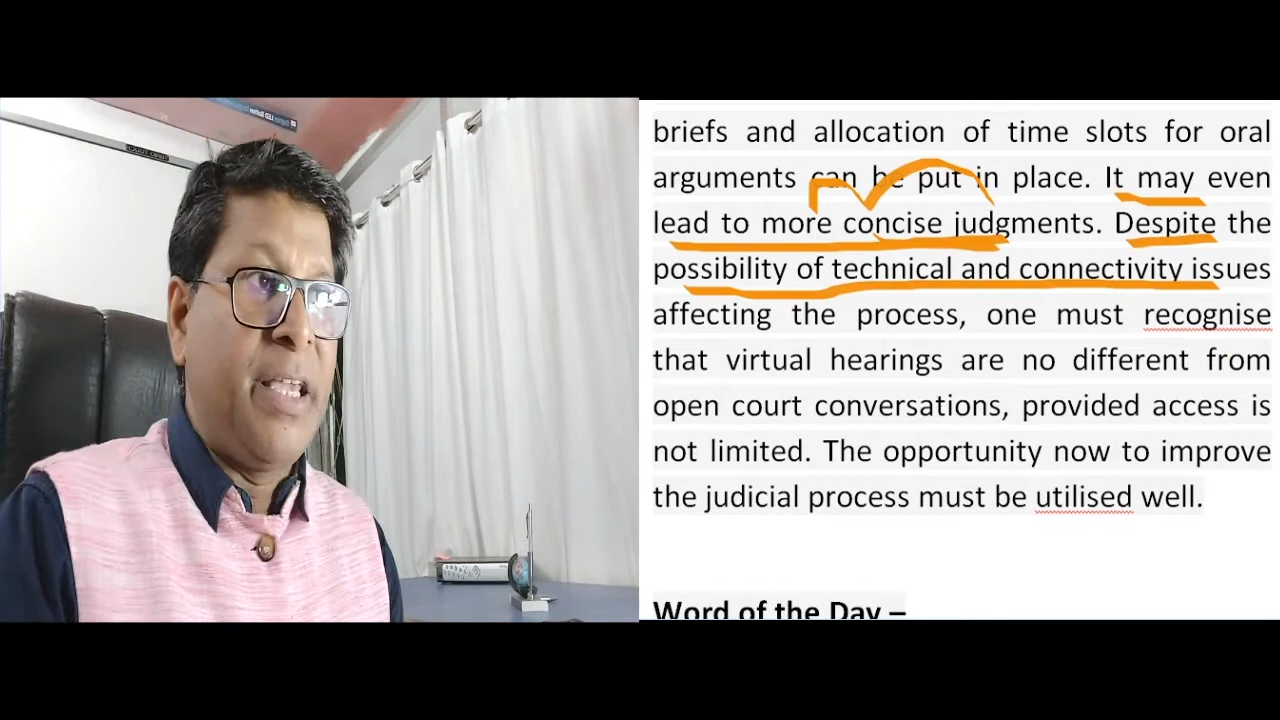 briefs and allocation of time slots for oral
arguments can be put in place. It may even
lead to more concise judgments. Despite the
possibility of technical and connectivity issues
affecting the process, one must recognise
that virtual hearings are no different from
open court conversations, provided access is
not limited. The opportunity now to improve
the judicial process must be utilised well.
Word of the Day –